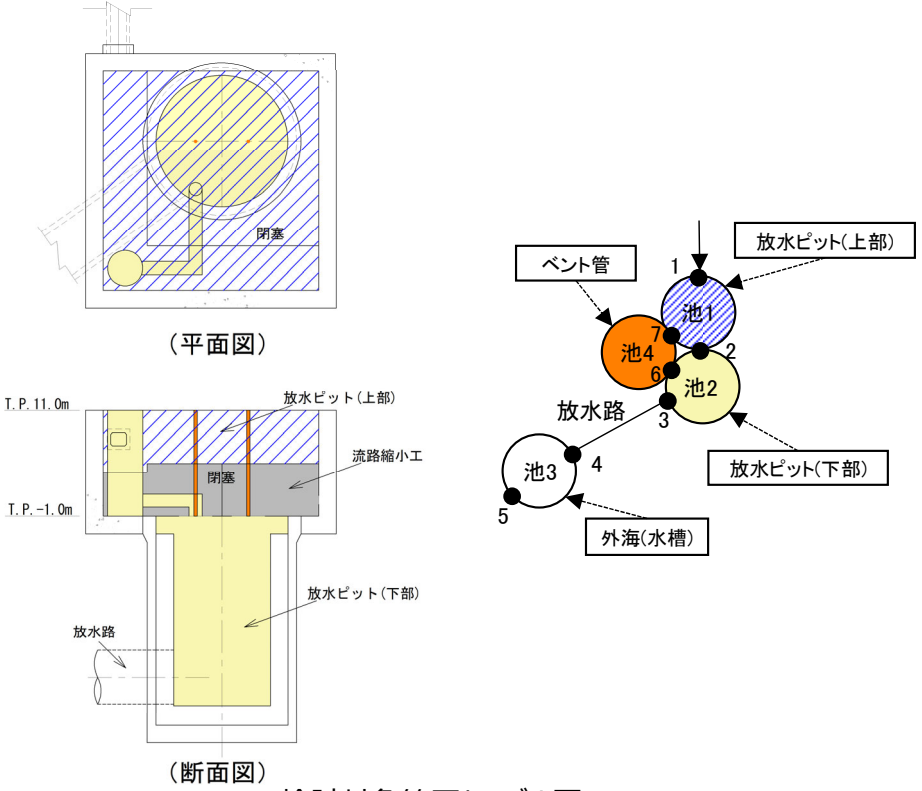 閉塞
(平面図)
T.P.11.0m
放水ピット(上部)
流路縮小工
閉塞
T.P.-1.0m
放水ピット(下部)
放水路
(断面図)
放水ピット(上部)
ベント管
1
池1
7
2
池4
6
池2
3
放水路
4
池3
放水ピット(下部)
5
外海(水槽)